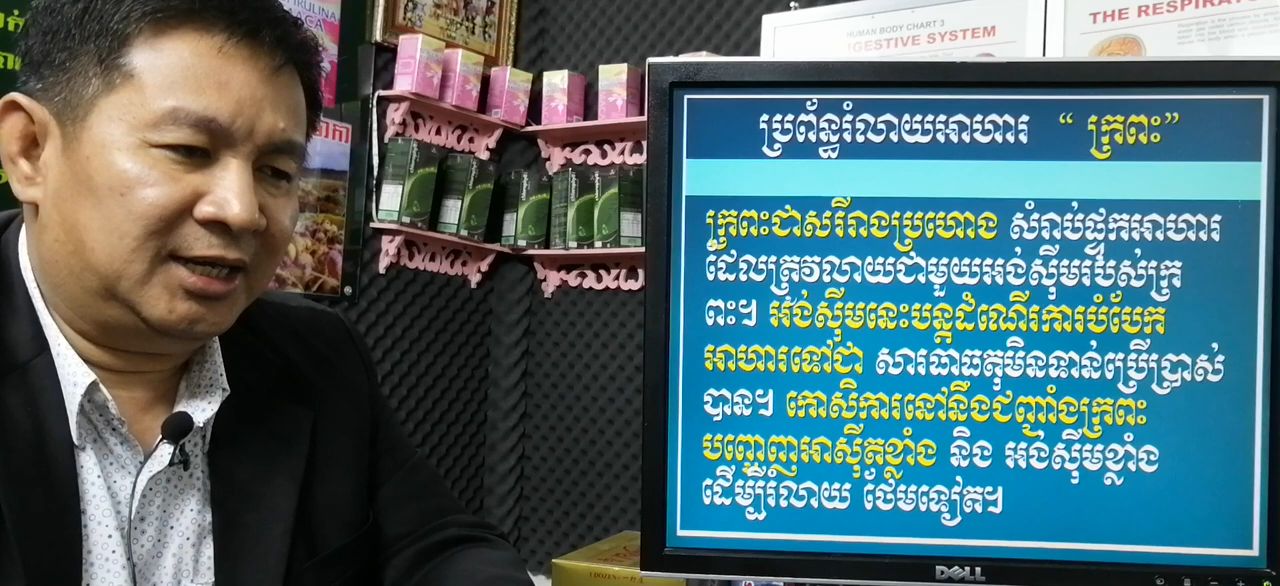 HUMAN BODY CHART 3
IGESTIVE SYSTEM
THE RESPIRATO
IRULINA
ACA
ប្រព័ន្ធរំលាយអាហារ “ ក្រពះ”
ក្រពះជាសរីរាងប្រហោង សំរាប់ផ្ទុកអាហារ
ដែលត្រូវលាយជាមួយអង់ស៊ីមរបស់ក្រ
ពះ។ អង់ស៊ីមនេះបន្តដំណើរការបំបែក
អាហារទៅជា សារធាធតុមិនទាន់ប្រើប្រាស់
បាន។ កោសិការនៅនឹងជញ្ជាំងក្រពះ
បញ្ចេញអាស៊ីតខ្លាំង និង អង់ស៊ីមខ្លាំង
ដើម្បីរំលាយ ថែមទៀត។
DELL